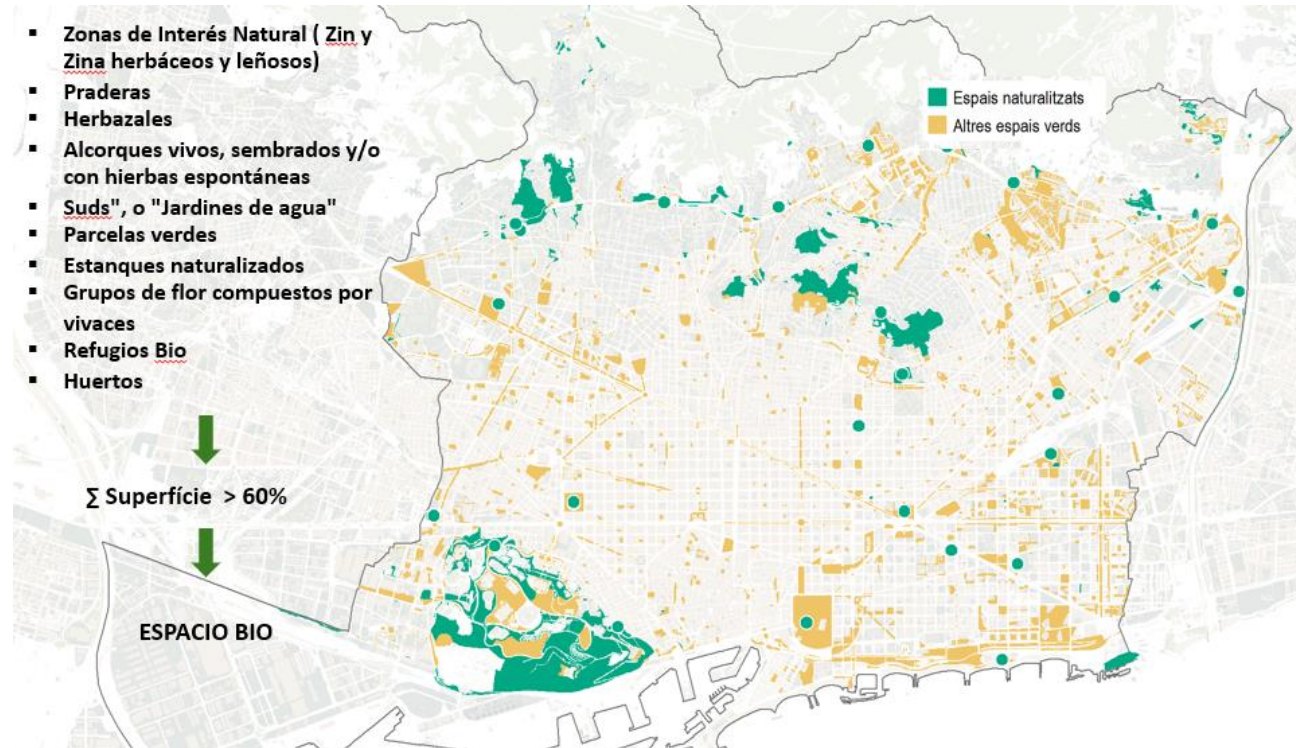 Zonas de Interés Natural ( Zin y
Zina herbáceos y leñosos)
Praderas
Herbazales
Alcorques vivos, sembrados y/o
con hierbas espontáneas
Suds", o "Jardines de agua"
Parcelas verdes
Estanques naturalizados
Grupos de flor compuestos por
vivaces
Refugios Bio
Huertos
∑ Superfície > 60%
ESPACIO BIO
Espais naturalitzats
Altres espais verds